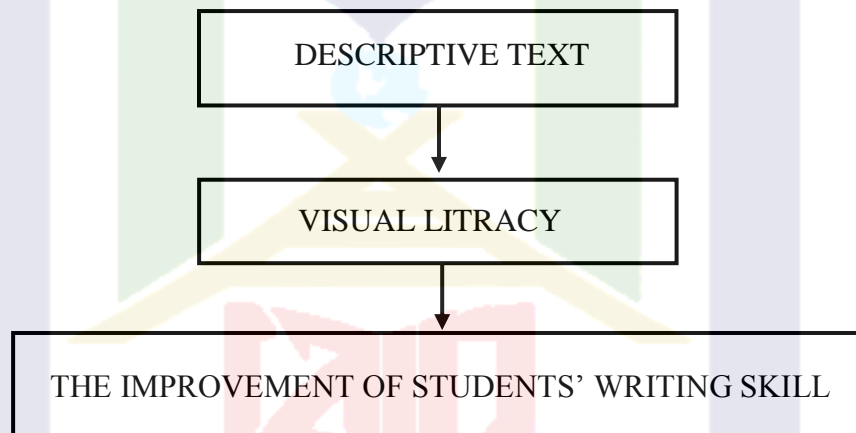 DESCRIPTIVE TEXT
VISUAL LITRACY
THE IMPROVEMENT OF STUDENTS’ WRITING SKILL